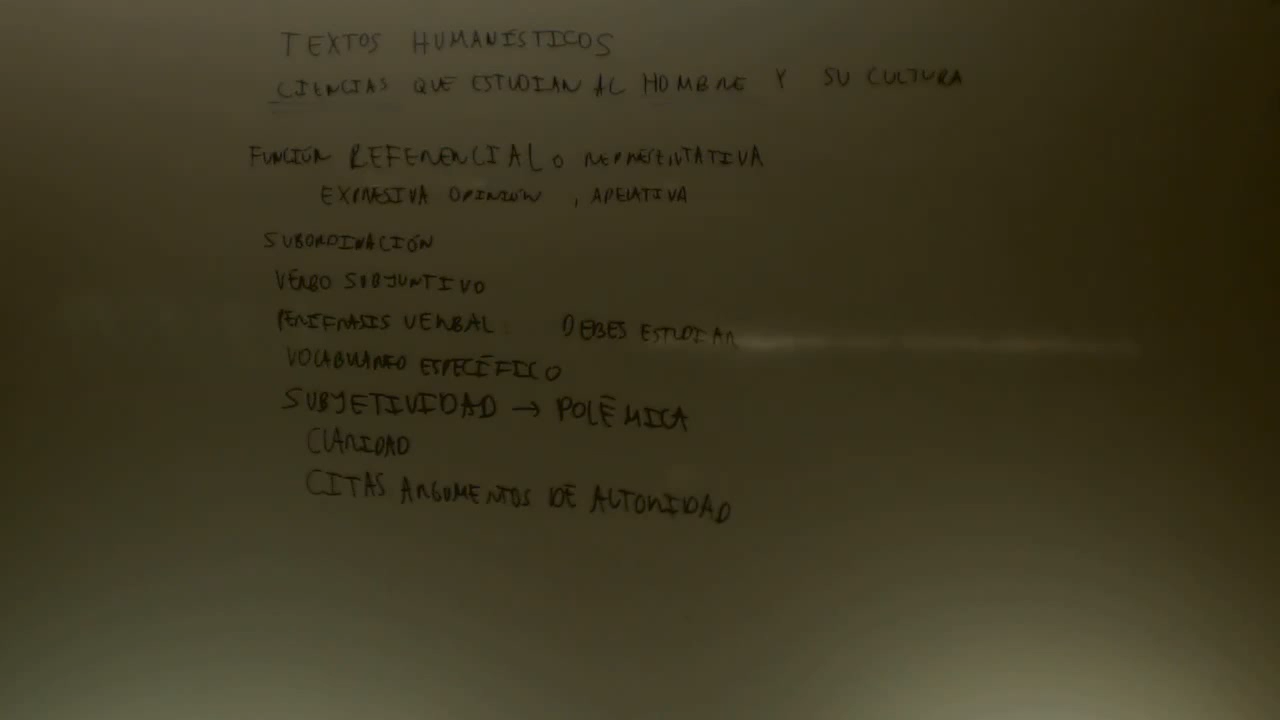 TEXTOS HUMANÍSTICOS
CIENCIAS QUE ESTUDIAN AL HOMBRE Y SU CULTURA
FUNCIÓN REFERENCIAL O REPRESENTATIVA
EXPRESIVA OPINIÓN , APELATIVA
SUBORDINACIÓN
VERBO SUBJUNTIVO
PERIFRASIS VERBAL DEBES ESTUDIAR
VOCABULARIO ESPECÍFICO
SUBJETIVIDAD → POLÉMICA
CLARIDAD
CITAS ARGUMENTOS DE AUTORIDAD